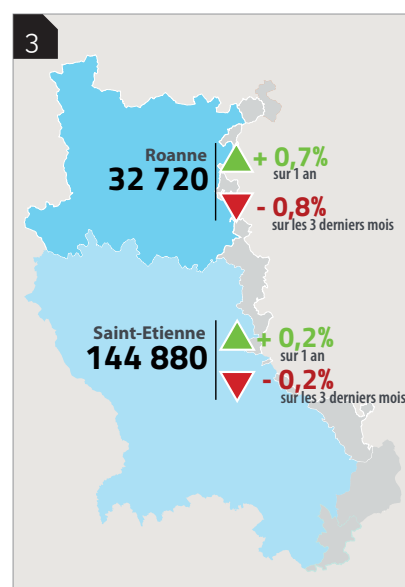 3
Roanne
32 720
+ 0,7%
sur 1 an
- 0,8%
sur les 3 derniers mois
Saint-Etienne
144 880
+ 0,2%
sur 1 an
- 0,2%
sur les 3 derniers mois